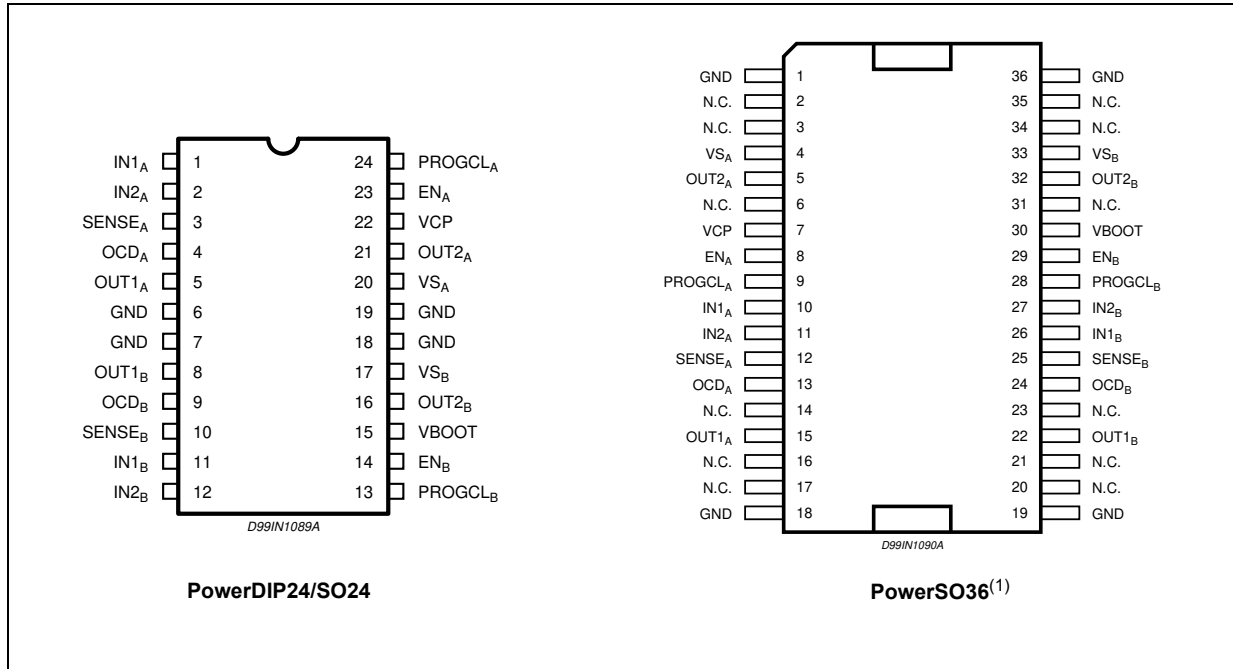 IN1A 1 24 PROGCLA
IN2A 2 23 ENA
SENSEA 3 22 VCP
OCDA 4 21 OUT2A
OUT1A 5 20 VSA
GND 6 19 GND
GND 7 18 GND
OUT1B 8 17 VSB
OCDB 9 16 OUT2B
SENSEB 10 15 VBOOT
IN1B 11 14 ENB
IN2B 12 13 PROGCLB
D99IN1089A
PowerDIP24/SO24
GND 1 36 GND
N.C. 2 35 N.C.
N.C. 3 34 N.C.
VSA 4 33 VSB
OUT2A 5 32 OUT2B
N.C. 6 31 N.C.
VCP 7 30 VBOOT
ENA 8 29 ENB
PROGCLA 9 28 PROGCLB
IN1A 10 27 IN2B
IN2A 11 26 IN1B
SENSEA 12 25 SENSEB
OCDA 13 24 OCDB
N.C. 14 23 N.C.
OUT1A 15 22 OUT1B
N.C. 16 21 N.C.
N.C. 17 20 N.C.
GND 18 19 GND
D99IN1090A
PowerSO36(1)